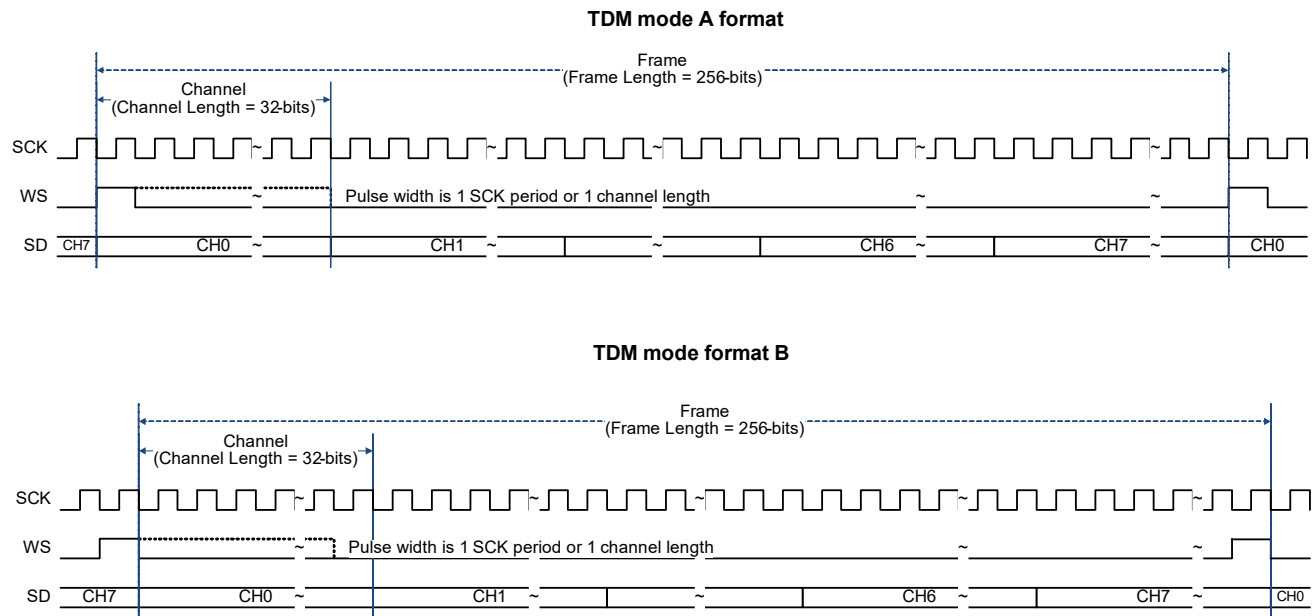 TDM mode A format
Frame
(Frame Length = 256-bits)
Channel
(Channel Length = 32-bits)
SCK ~ ~ ~ ~ ~
WS ~ Pulse width is 1 SCK period or 1 channel length ~ ~
SD CH7 CH0 ~ CH1 ~ ~ CH6 ~ CH7 ~ CH0
TDM mode format B
Frame
(Frame Length = 256-bits)
Channel
(Channel Length = 32-bits)
SCK ~ ~ ~ ~ ~
WS ~ Pulse width is 1 SCK period or 1 channel length ~ ~
SD CH7 CH0 ~ CH1 ~ ~ CH6 ~ CH7 ~ CH0